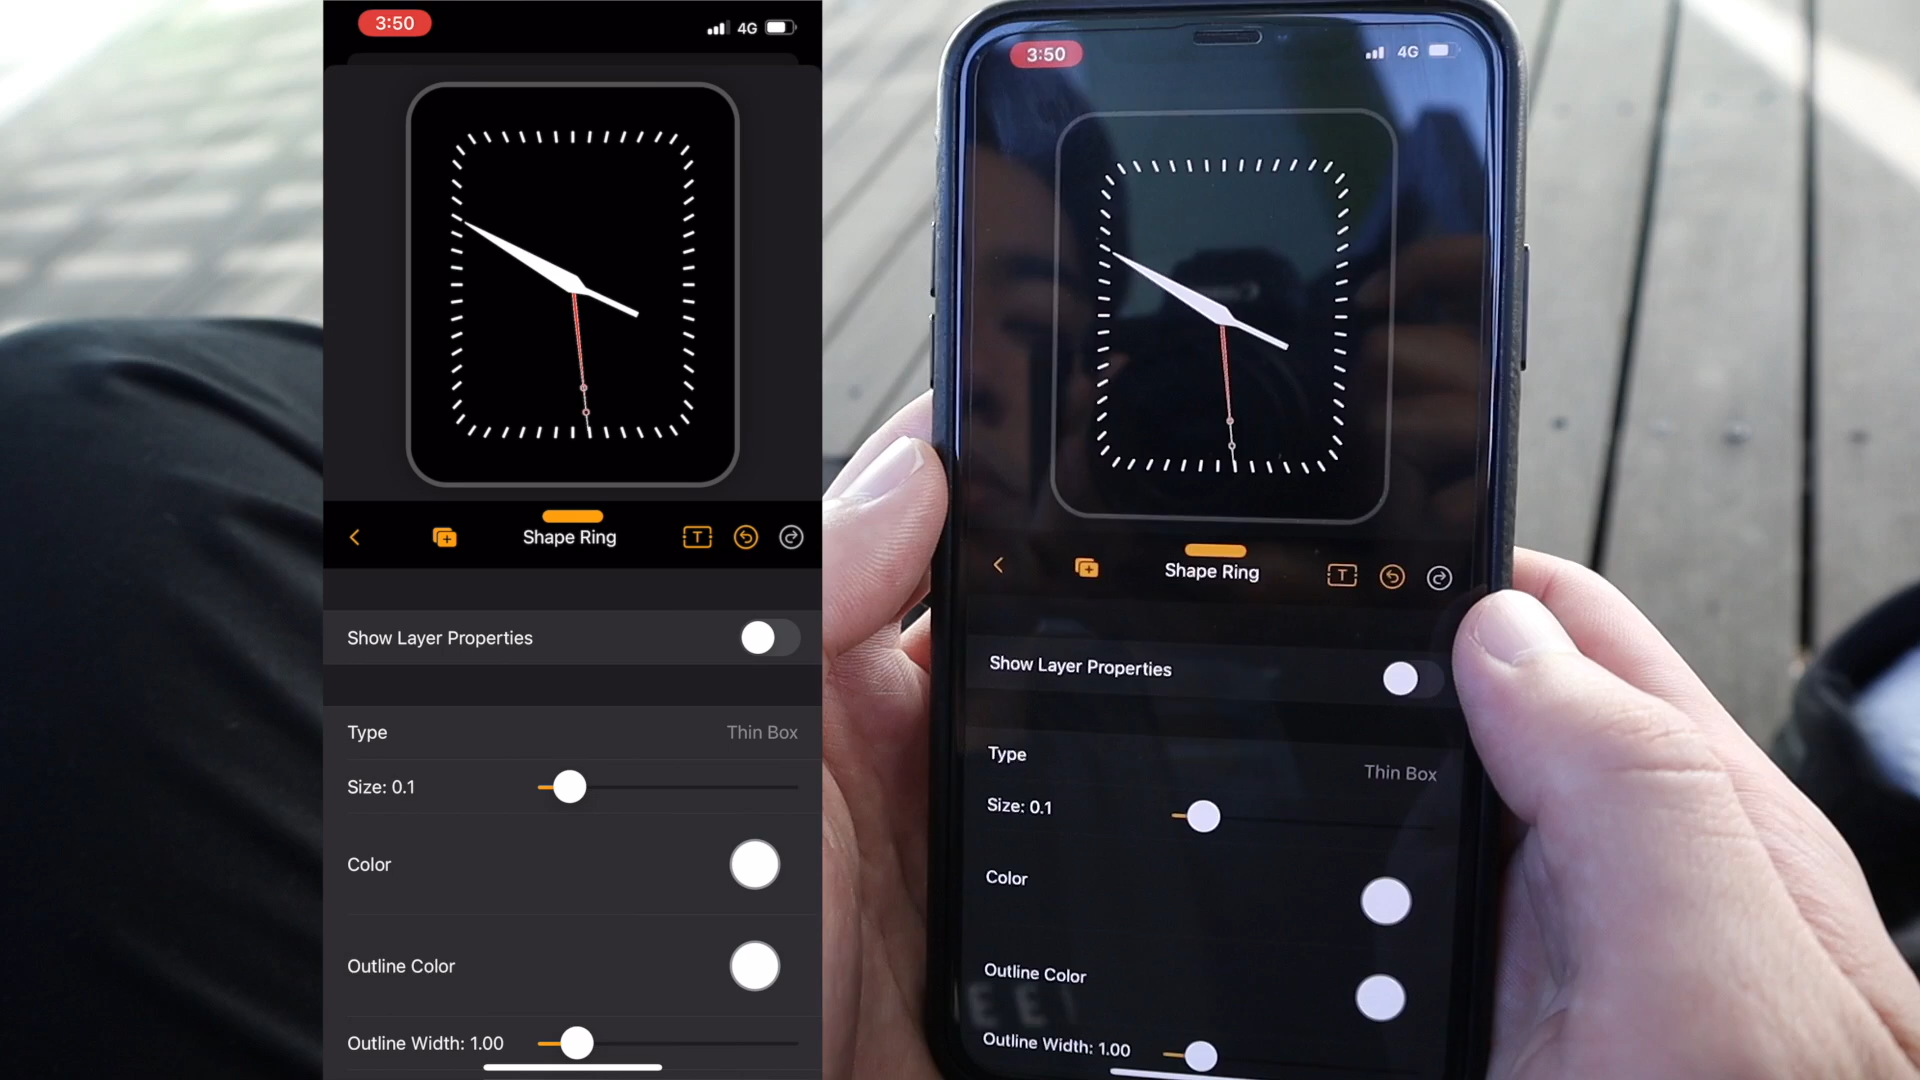 3:50
4G
T
Shape Ring
Show Layer Properties
Type
Thin Box
Size: 0.1
Color
Outline Color
Outline Width: 1.00
3:50
4G
T
Shape Ring
Show Layer Properties
Type
Thin Box
Size: 0.1
Color
Outline Color
Outline Width: 1.00